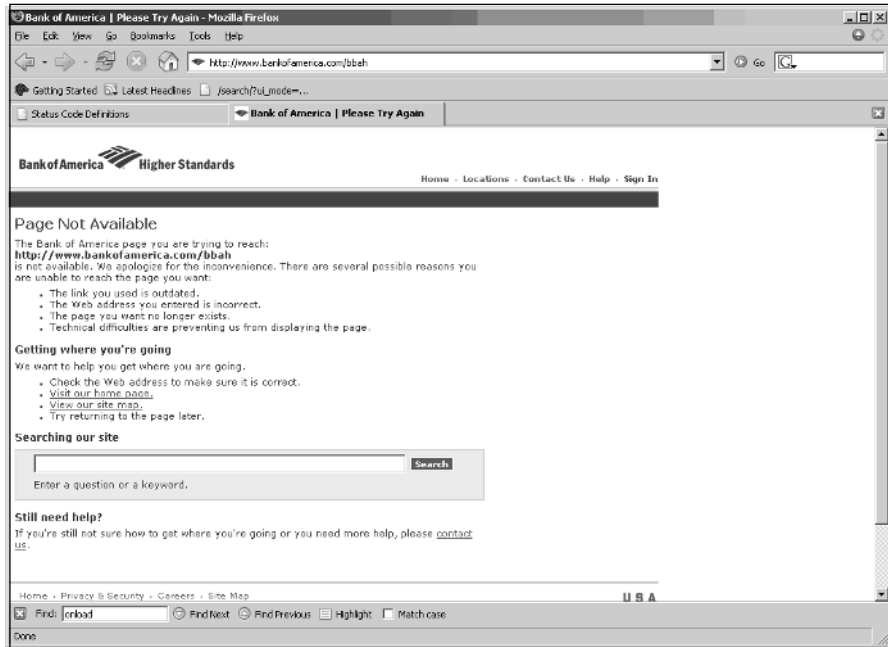 Bank of America | Please Try Again - Mozilla Firefox
File Edit View Go Bookmarks Tools Help
http://www.bankofamerica.com/bbah Go G
Getting Started Latest Headlines /search/?ui_mode=...
Status Code Definitions Bank of America | Please Try Again
Bank of America Higher Standards
Home · Locations · Contact Us · Help · Sign In
Page Not Available
The Bank of America page you are trying to reach:
http://www.bankofamerica.com/bbah
is not available. We apologize for the inconvenience. There are several possible reasons you
are unable to reach the page you want:
• The link you used is outdated.
• The Web address you entered is incorrect.
• The page you want no longer exists.
• Technical difficulties are preventing us from displaying the page.
Getting where you're going
We want to help you get where you are going.
• Check the Web address to make sure it is correct.
• Visit our home page.
• View our site map.
• Try returning to the page later.
Searching our site
Search
Enter a question or a keyword.
Still need help?
If you're still not sure how to get where you're going or you need more help, please contact
us.
Home · Privacy & Security · Careers · Site Map
USA
Find: onload Find Next Find Previous Highlight Match case
Done